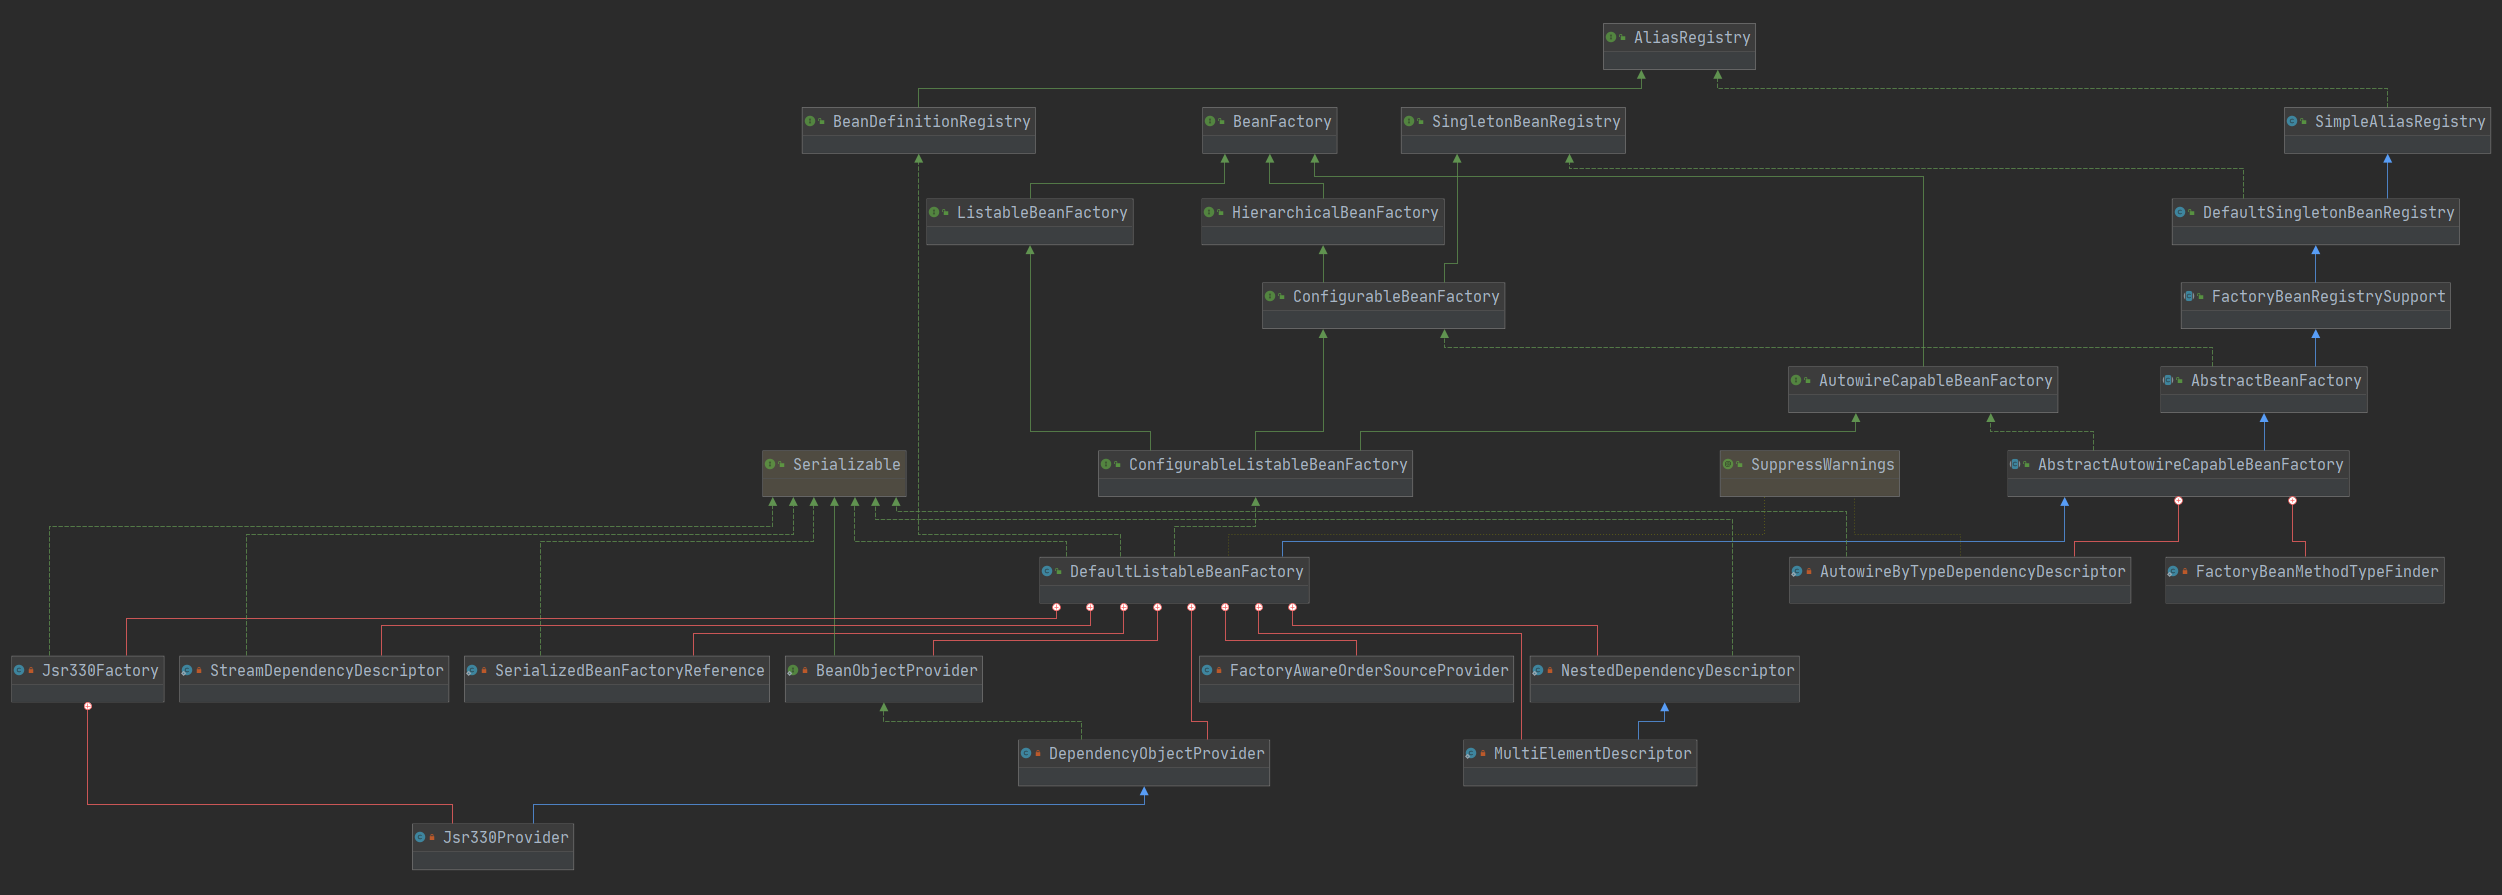 AliasRegistry
BeanDefinitionRegistry
BeanFactory
SingletonBeanRegistry
SimpleAliasRegistry
ListableBeanFactory
HierarchicalBeanFactory
DefaultSingletonBeanRegistry
ConfigurableBeanFactory
FactoryBeanRegistrySupport
AutowireCapableBeanFactory
AbstractBeanFactory
Serializable
ConfigurableListableBeanFactory
SuppressWarnings
AbstractAutowireCapableBeanFactory
DefaultListableBeanFactory
AutowireByTypeDependencyDescriptor
FactoryBeanMethodTypeFinder
Jsr330Factory
StreamDependencyDescriptor
SerializedBeanFactoryReference
BeanObjectProvider
FactoryAwareOrderSourceProvider
NestedDependencyDescriptor
DependencyObjectProvider
MultiElementDescriptor
Jsr330Provider